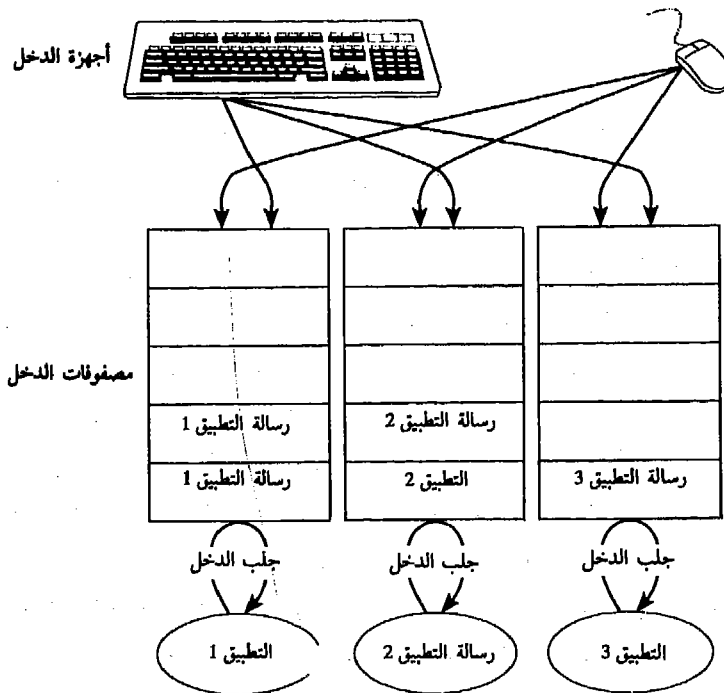 أجهزة الدخل
مصفوفات الدخل
رسالة التطبيق 1
رسالة التطبيق 2
رسالة التطبيق 1
التطبيق 2
رسالة التطبيق 3
جلب الدخل
جلب الدخل
جلب الدخل
التطبيق 1
رسالة التطبيق 2
التطبيق 3